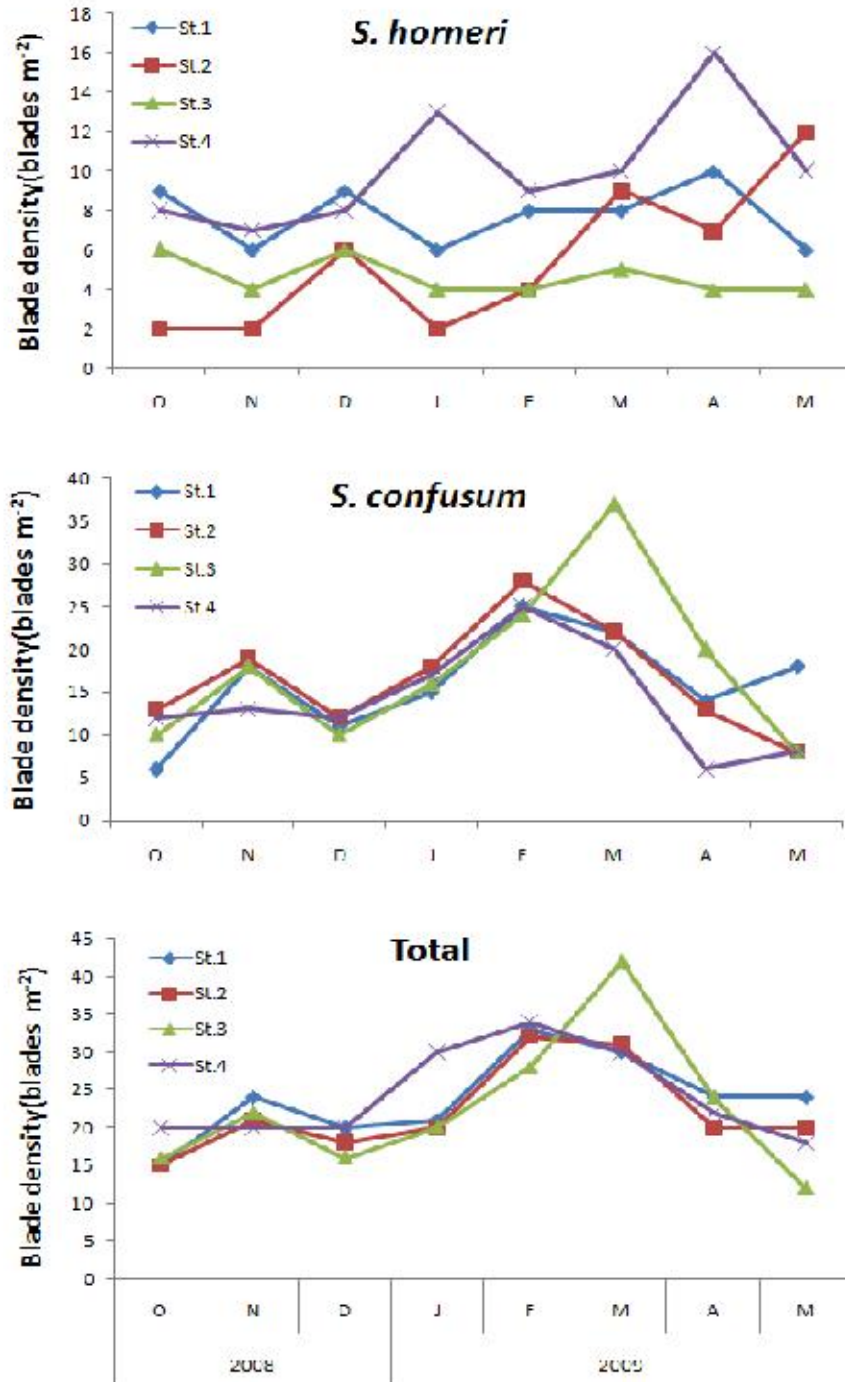 S. horneri
Blade density(blades m-2)
18
16
14
12
10
8
6
4
2
0
St.1
St.2
St.3
St.4
O N D J F M A M
S. confusum
Blade density(blades m-2)
40
35
30
25
20
15
10
5
0
St.1
St.2
St.3
St.4
O N D J F M A M
Total
Blade density(blades m-2)
45
40
35
30
25
20
15
10
5
0
St.1
St.2
St.3
St.4
O N D J F M A M
2008 2009